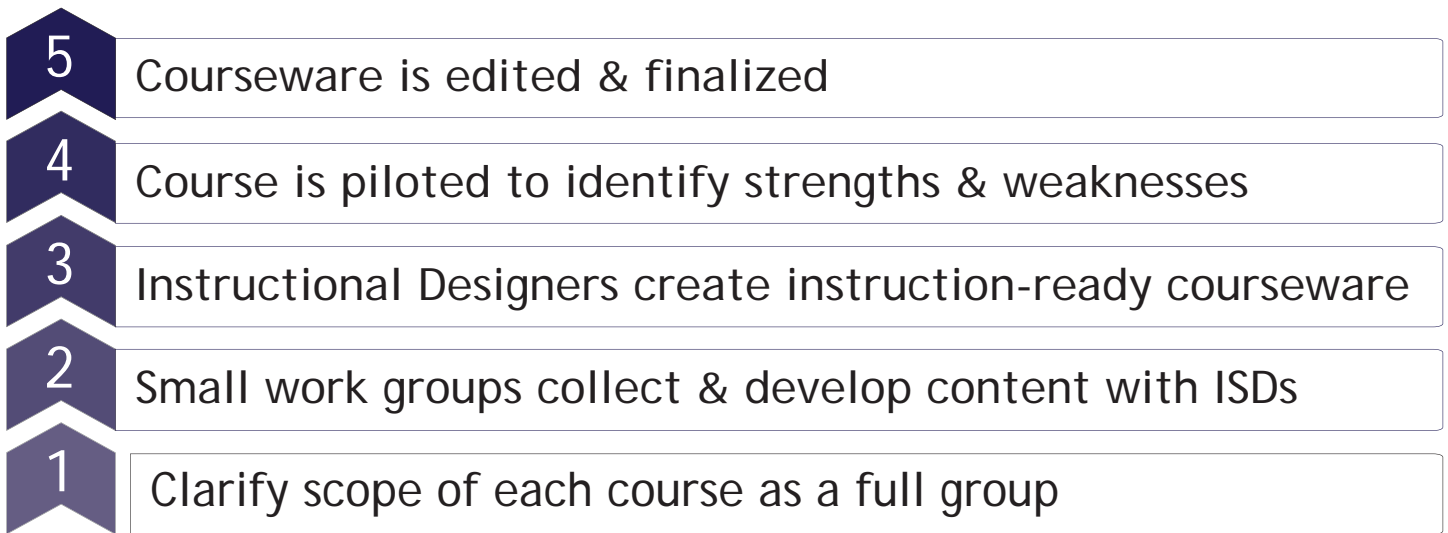 5
Courseware is edited & finalized
4
Course is piloted to identify strengths & weaknesses
3
Instructional Designers create instruction-ready courseware
2
Small work groups collect & develop content with ISDs
1
Clarify scope of each course as a full group